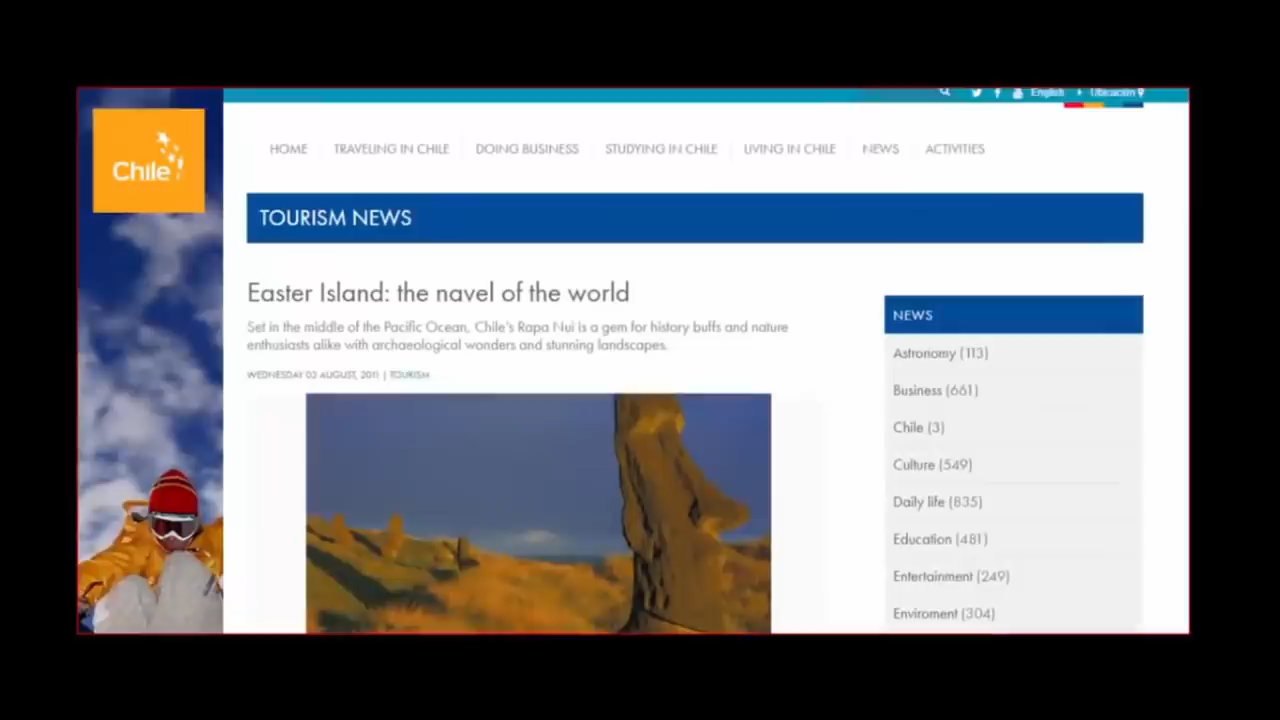 English
Ubicación
Chile
HOME
TRAVELING IN CHILE
DOING BUSINESS
STUDYING IN CHILE
LIVING IN CHILE
NEWS
ACTIVITIES
TOURISM NEWS
Easter Island: the navel of the world
Set in the middle of the Pacific Ocean, Chile's Rapa Nui is a gem for history buffs and nature
enthusiasts alike with archaeological wonders and stunning landscapes.
WEDNESDAY 03 AUGUST, 2011 | TOURISM
NEWS
Astronomy (113)
Business (661)
Chile (3)
Culture (549)
Daily life (835)
Education (481)
Entertainment (249)
Enviroment (304)